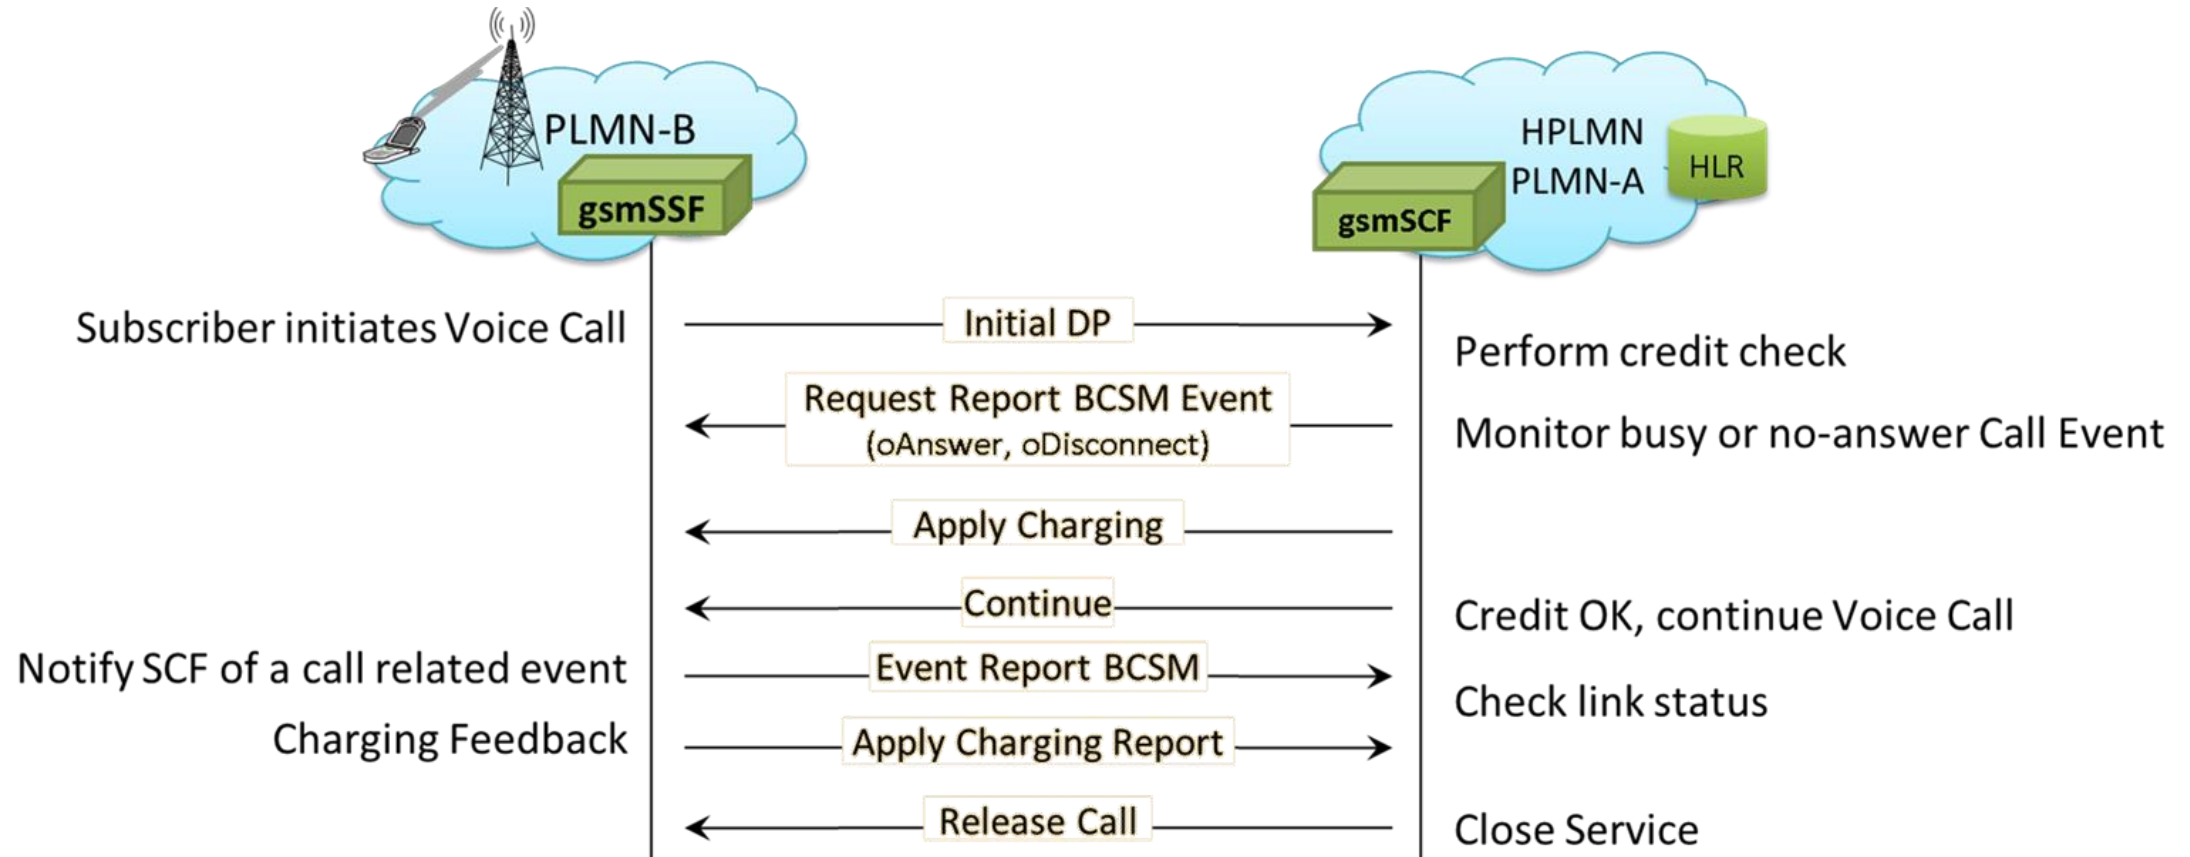 PLMN-B
gsmSSF
HPLMN
PLMN-A
HLR
gsmSCF
Subscriber initiates Voice Call
Initial DP
Perform credit check
Request Report BCSM Event
(oAnswer, oDisconnect)
Monitor busy or no-answer Call Event
Apply Charging
Continue
Credit OK, continue Voice Call
Notify SCF of a call related event
Event Report BCSM
Check link status
Charging Feedback
Apply Charging Report
Release Call
Close Service